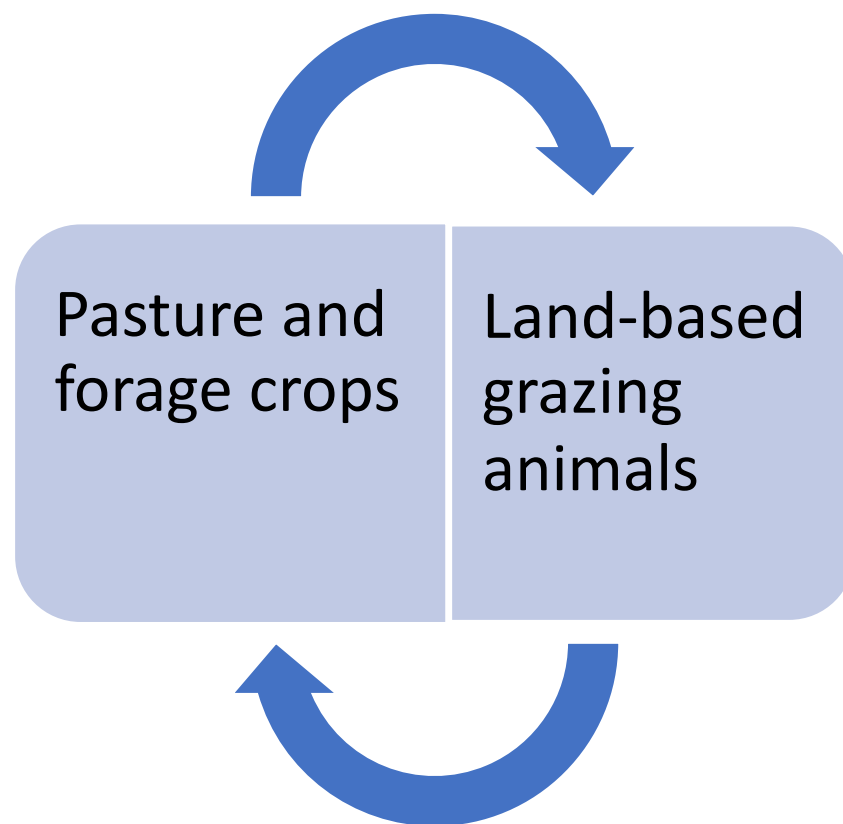 Pasture and
forage crops
Land-based
grazing
animals